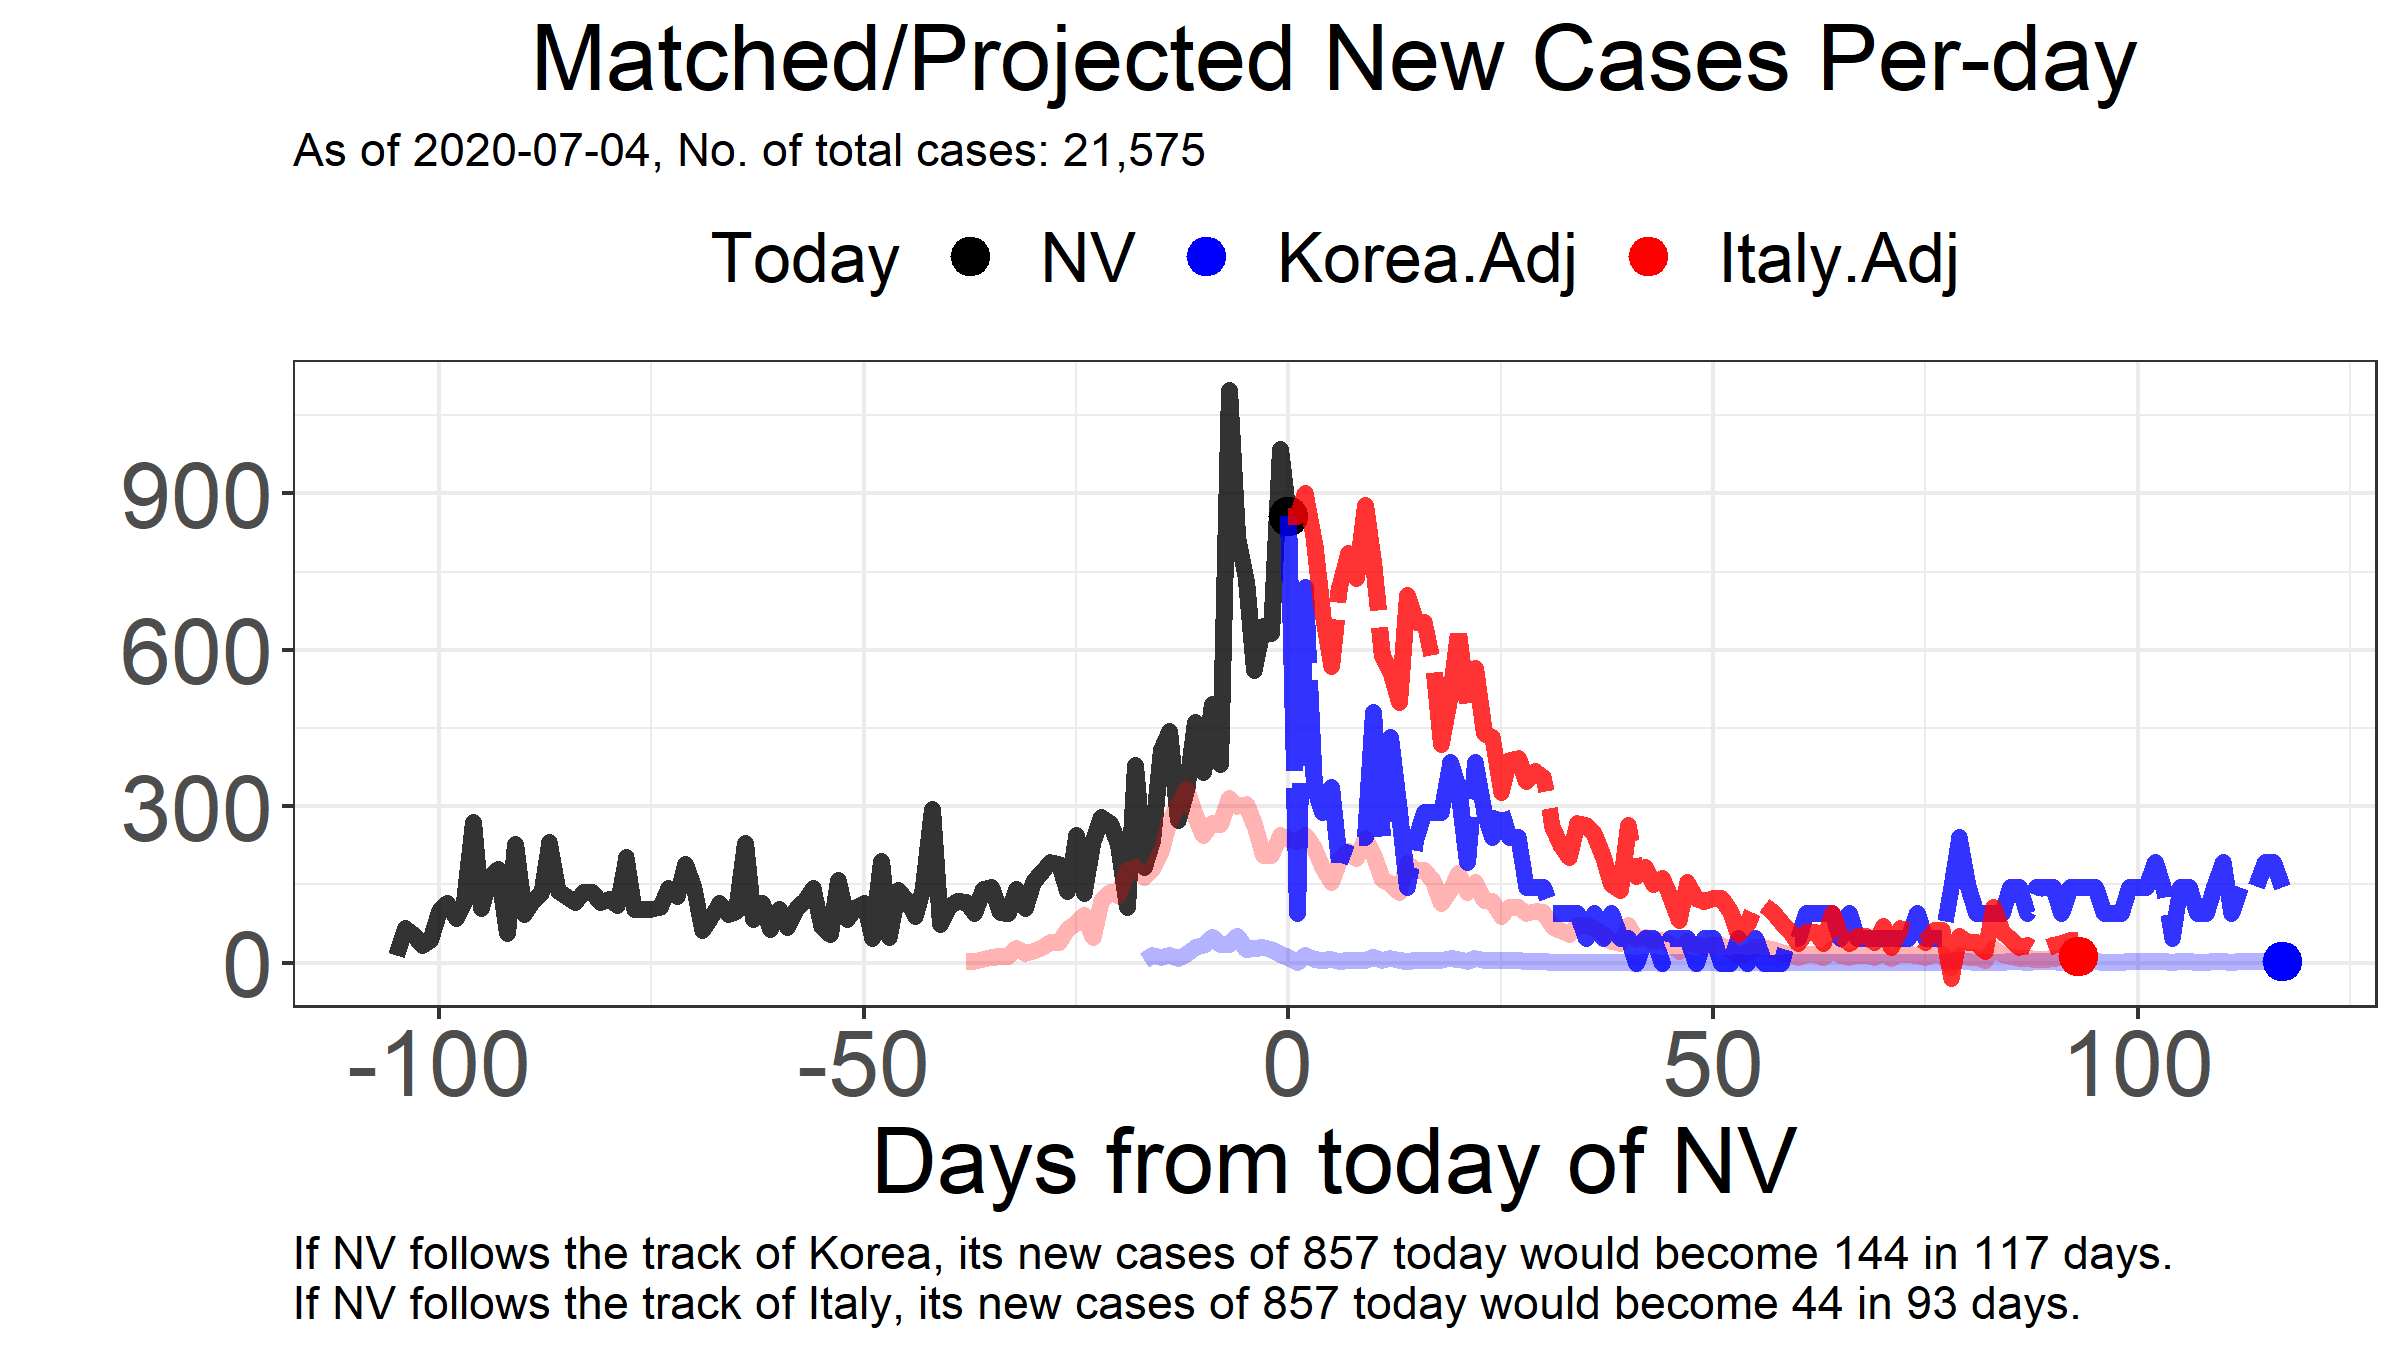 Matched/Projected New Cases Per-day
As of 2020-07-04, No. of total cases: 21,575
Today NV Korea.Adj Italy.Adj
900
600
300
0
-100 -50 0 50 100
Days from today of NV
If NV follows the track of Korea, its new cases of 857 today would become 144 in 117 days.
If NV follows the track of Italy, its new cases of 857 today would become 44 in 93 days.